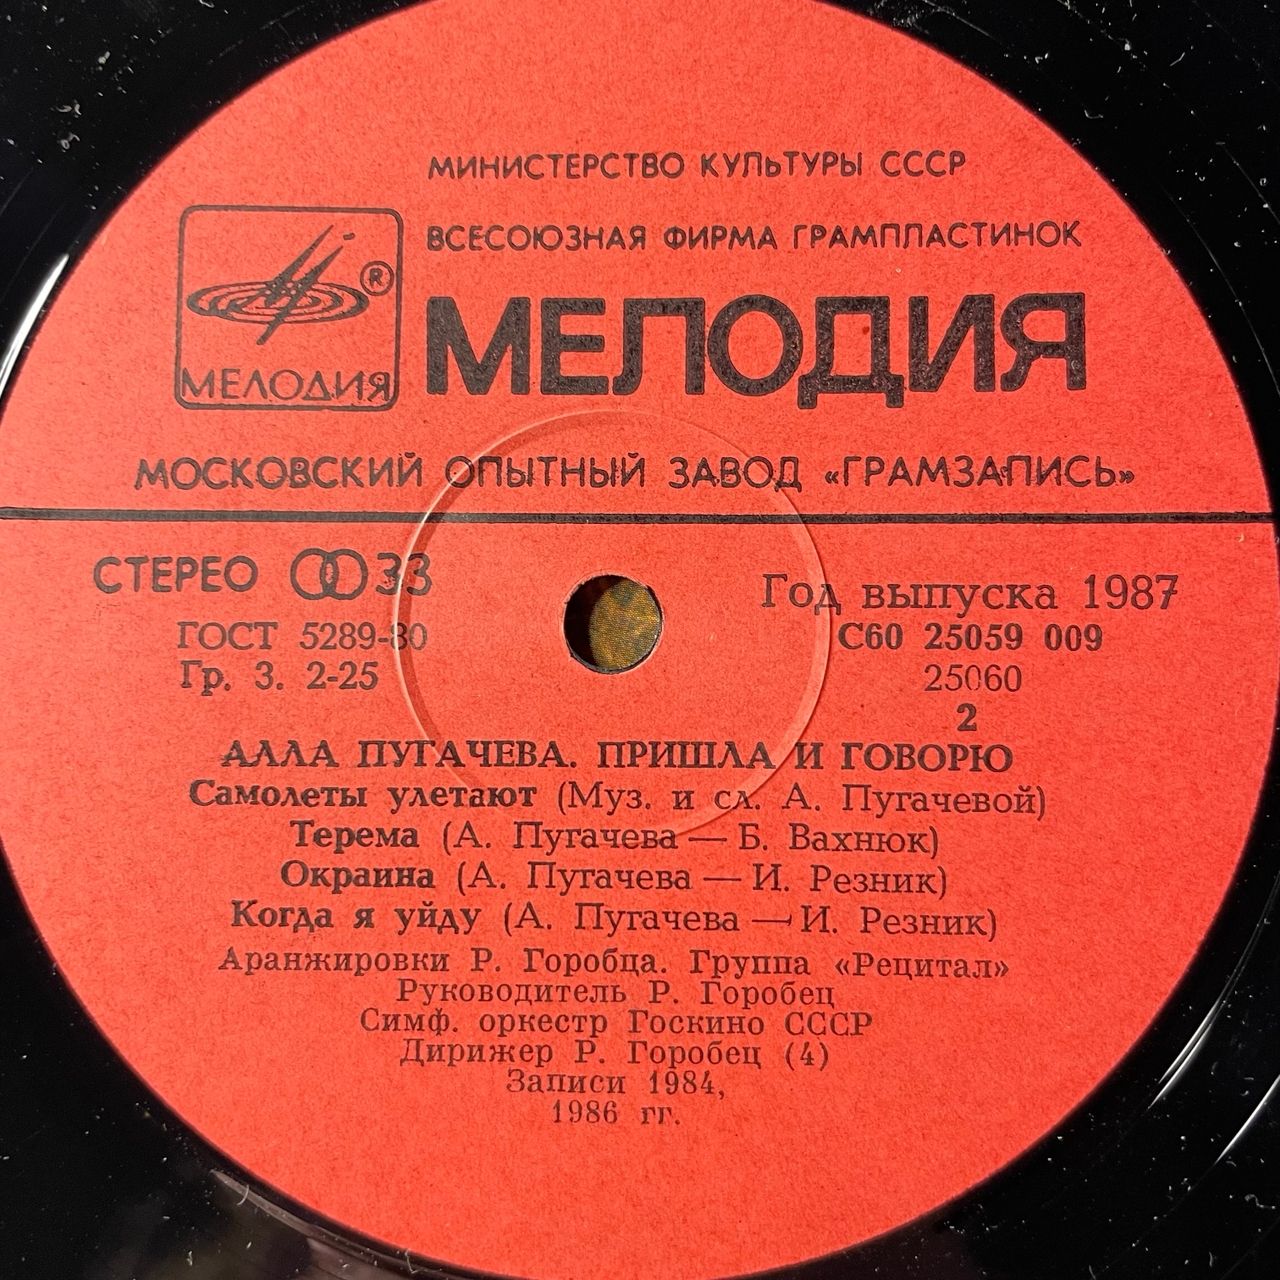 МИНИСТЕРСТВО КУЛЬТУРЫ СССР
ВСЕСОЮЗНАЯ ФИРМА ГРАМПЛАСТИНОК
®
МЕЛОДИЯ
МЕЛОДИЯ
МОСКОВСКИЙ ОПЫТНЫЙ ЗАВОД «ГРАМЗАПИСЬ»
СТЕРЕО 33
Год выпуска 1987
ГОСТ 5289-80
С60 25059 009
Гр. 3. 2-25
25060
2
АЛЛА ПУГАЧЕВА. ПРИШЛА И ГОВОРЮ
Самолеты улетают (Муз. и сл. А. Пугачевой)
Терема (А. Пугачева — Б. Вахнюк)
Окраина (А. Пугачева — И. Резник)
Когда я уйду (А. Пугачева — И. Резник)
Аранжировки Р. Горобца. Группа «Рецитал»
Руководитель Р. Горобец
Симф. оркестр Госкино СССР
Дирижер Р. Горобец (4)
Записи 1984,
1986 гг.